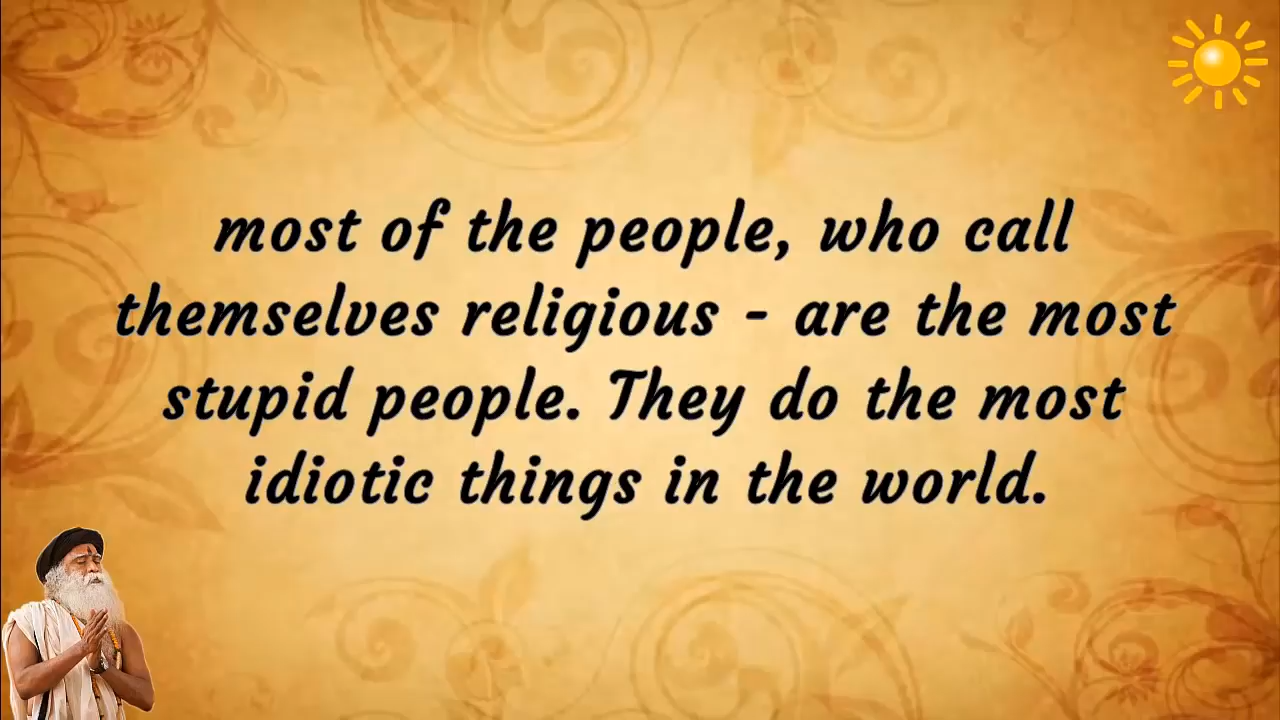 most of the people, who call
themselves religious - are the most
stupid people. They do the most
idiotic things in the world.